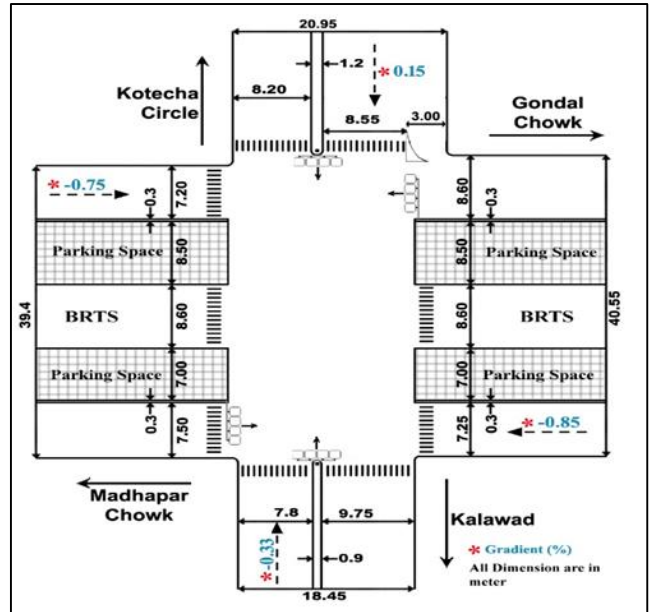 20.95
1.2
* 0.15
Kotecha
Circle
8.20
8.55
3.00
Gondal
Chowk
* -0.75
0.3
7.20
8.60
0.3
Parking Space
8.50
8.50
Parking Space
39.4
BRTS
8.60
8.60
BRTS
40.55
Parking Space
7.00
7.00
Parking Space
0.3
7.50
7.25
0.3
* -0.85
Madhapar
Chowk
7.8
9.75
Kalawad
* -0.33
0.9
* Gradient (%)
All Dimension are in
meter
18.45